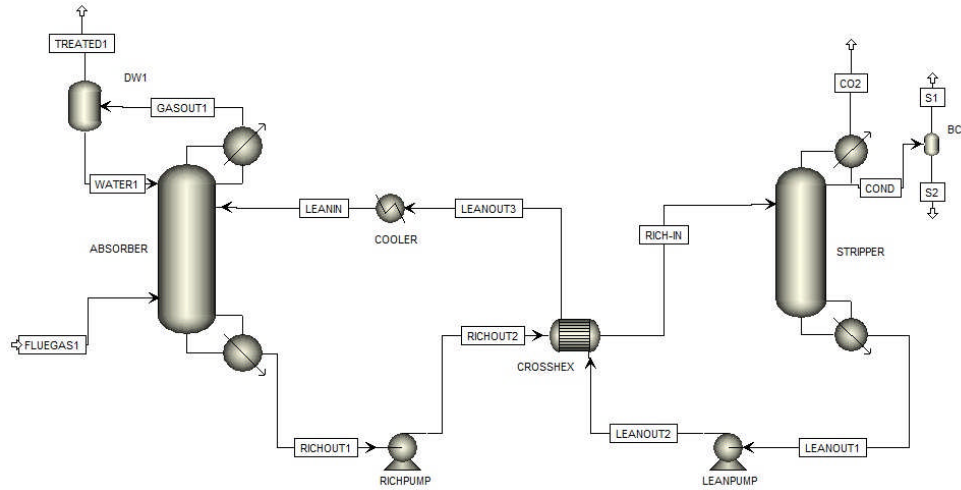 TREATED1
DW1
GASOUT1
CO2
S1
BC
WATER1
COND
S2
LEANIN
LEANOUT3
RICH-IN
COOLER
ABSORBER
STRIPPER
FLUEGAS1
RICHOUT2
CROSSHEX
RICHOUT1
LEANOUT2
LEANOUT1
RICHPUMP
LEANPUMP